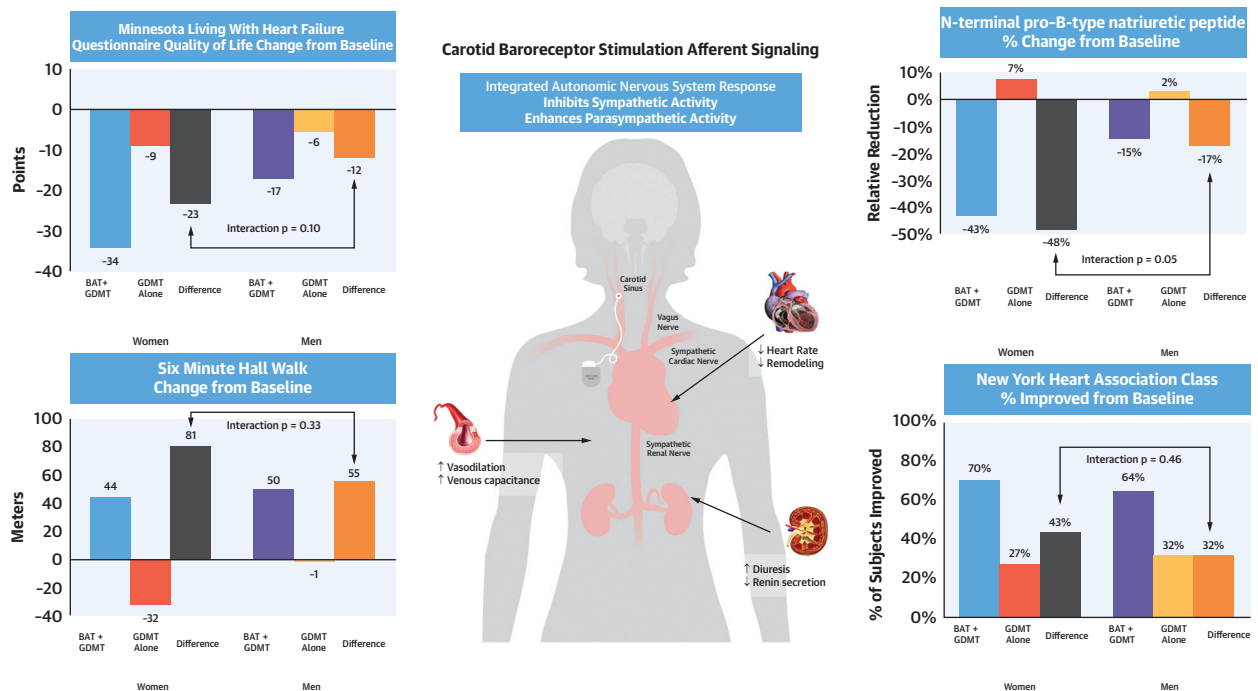 Minnesota Living With Heart Failure
Questionnaire Quality of Life Change from Baseline
10
0
-10
-20
-30
-40
Points
-34
-9
-23
-17
-6
-12
Interaction p = 0.10
BAT+
GDMT
GDMT
Alone
Difference
BAT +
GDMT
GDMT
Alone
Difference
Women
Men
Six Minute Hall Walk
Change from Baseline
100
80
60
40
20
0
-20
-40
Meters
44
-32
81
50
-1
55
Interaction p = 0.33
BAT +
GDMT
GDMT
Alone
Difference
BAT +
GDMT
GDMT
Alone
Difference
Women
Men
Carotid Baroreceptor Stimulation Afferent Signaling
Integrated Autonomic Nervous System Response
Inhibits Sympathetic Activity
Enhances Parasympathetic Activity
Carotid
Sinus
Vagus
Nerve
Sympathetic
Cardiac Nerve
↓ Heart Rate
↓ Remodeling
Sympathetic
Renal Nerve
↑ Vasodilation
↑ Venous capacitance
↑ Diuresis
↓ Renin secretion
N-terminal pro-B-type natriuretic peptide
% Change from Baseline
10%
0%
-10%
-20%
-30%
-40%
-50%
Relative Reduction
-43%
7%
-48%
-15%
2%
-17%
Interaction p = 0.05
BAT +
GDMT
GDMT
Alone
Difference
BAT +
GDMT
GDMT
Alone
Difference
Women
Men
New York Heart Association Class
% Improved from Baseline
100%
80%
60%
40%
20%
0%
% of Subjects Improved
70%
27%
43%
64%
32%
32%
Interaction p = 0.46
BAT +
GDMT
GDMT
Alone
Difference
BAT +
GDMT
GDMT
Alone
Difference
Women
Men